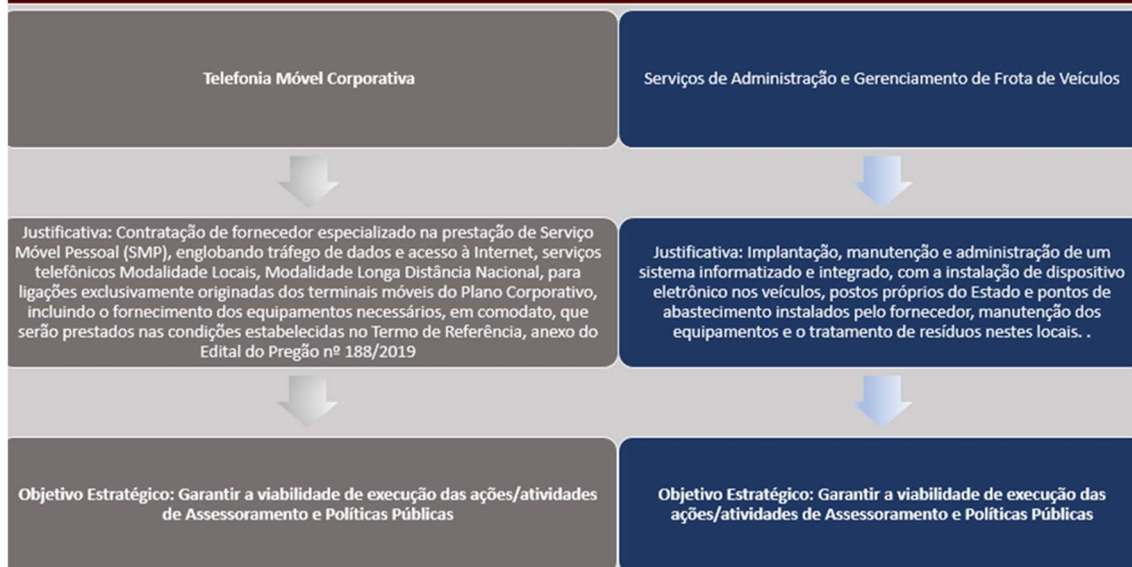 Telefonia Móvel Corporativa
Justificativa: Contratação de fornecedor especializado na prestação de Serviço
Móvel Pessoal (SMP), englobando tráfego de dados e acesso à Internet, serviços
telefônicos Modalidade Locais, Modalidade Longa Distância Nacional, para
ligações exclusivamente originadas dos terminais móveis do Plano Corporativo,
incluindo o fornecimento dos equipamentos necessários, em comodato, que
serão prestados nas condições estabelecidas no Termo de Referência, anexo do
Edital do Pregão nº 188/2019
Objetivo Estratégico: Garantir a viabilidade de execução das ações/atividades
de Assessoramento e Políticas Públicas
Serviços de Administração e Gerenciamento de Frota de Veículos
Justificativa: Implantação, manutenção e administração de um
sistema informatizado e integrado, com a instalação de dispositivo
eletrônico nos veículos, postos próprios do Estado e pontos de
abastecimento instalados pelo fornecedor, manutenção dos
equipamentos e o tratamento de resíduos nestes locais. .
Objetivo Estratégico: Garantir a viabilidade de execução das
ações/atividades de Assessoramento e Políticas Públicas